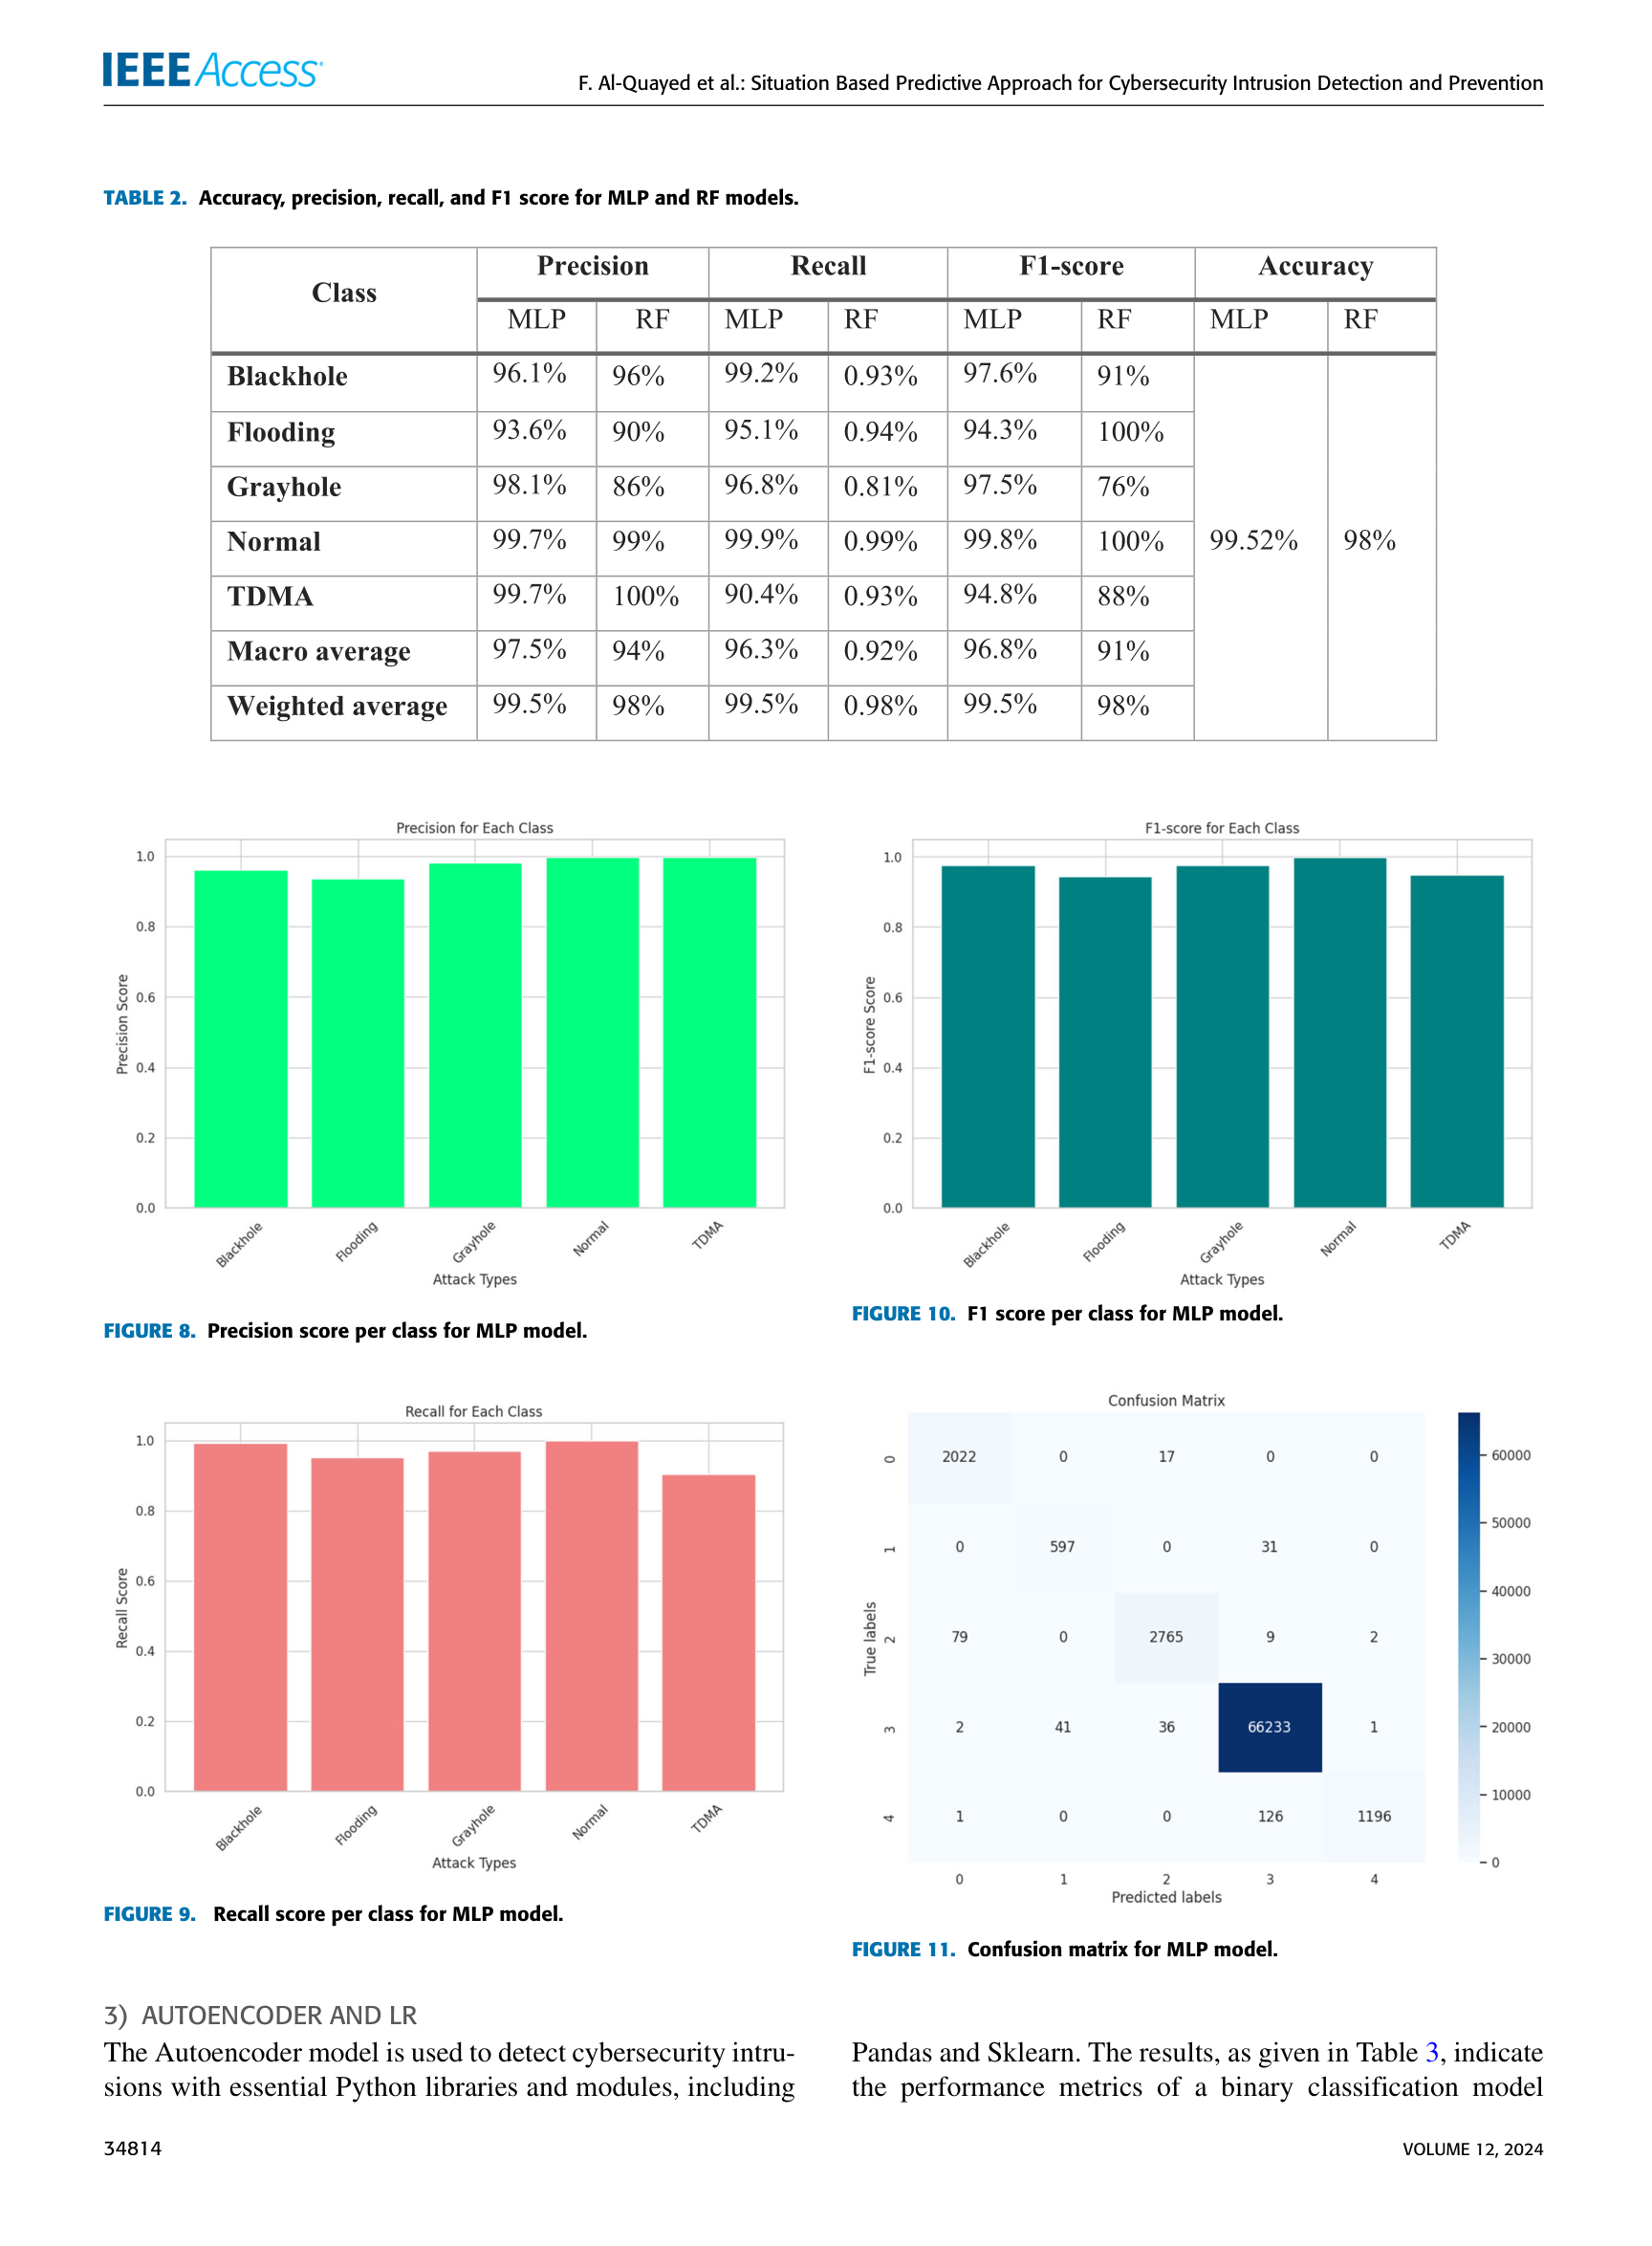 IEEE Access
F. Al-Quayed et al.: Situation Based Predictive Approach for Cybersecurity Intrusion Detection and Prevention
TABLE 2. Accuracy, precision, recall, and F1 score for MLP and RF models.
Class Precision Recall F1-score Accuracy
MLP RF MLP RF MLP RF MLP RF
Blackhole 96.1% 96% 99.2% 0.93% 97.6% 91%
Flooding 93.6% 90% 95.1% 0.94% 94.3% 100%
Grayhole 98.1% 86% 96.8% 0.81% 97.5% 76%
Normal 99.7% 99% 99.9% 0.99% 99.8% 100% 99.52% 98%
TDMA 99.7% 100% 90.4% 0.93% 94.8% 88%
Macro average 97.5% 94% 96.3% 0.92% 96.8% 91%
Weighted average 99.5% 98% 99.5% 0.98% 99.5% 98%
Precision for Each Class
1.0
0.8
0.6
0.4
0.2
0.0
Precision Score
Blackhole Flooding Grayhole Normal TDMA
Attack Types
FIGURE 8. Precision score per class for MLP model.
Recall for Each Class
1.0
0.8
0.6
0.4
0.2
0.0
Recall Score
Blackhole Flooding Grayhole Normal TDMA
Attack Types
FIGURE 9. Recall score per class for MLP model.
F1-score for Each Class
1.0
0.8
0.6
0.4
0.2
0.0
F1-score Score
Blackhole Flooding Grayhole Normal TDMA
Attack Types
FIGURE 10. F1 score per class for MLP model.
Confusion Matrix
0 2022 0 17 0 0
1 0 597 0 31 0
2 79 0 2765 9 2
3 2 41 36 66233 1
4 1 0 0 126 1196
0 1 2 3 4
True labels
Predicted labels
60000
50000
40000
30000
20000
10000
0
FIGURE 11. Confusion matrix for MLP model.
3) AUTOENCODER AND LR
The Autoencoder model is used to detect cybersecurity intru-
sions with essential Python libraries and modules, including
Pandas and Sklearn. The results, as given in Table 3, indicate
the performance metrics of a binary classification model
34814
VOLUME 12, 2024